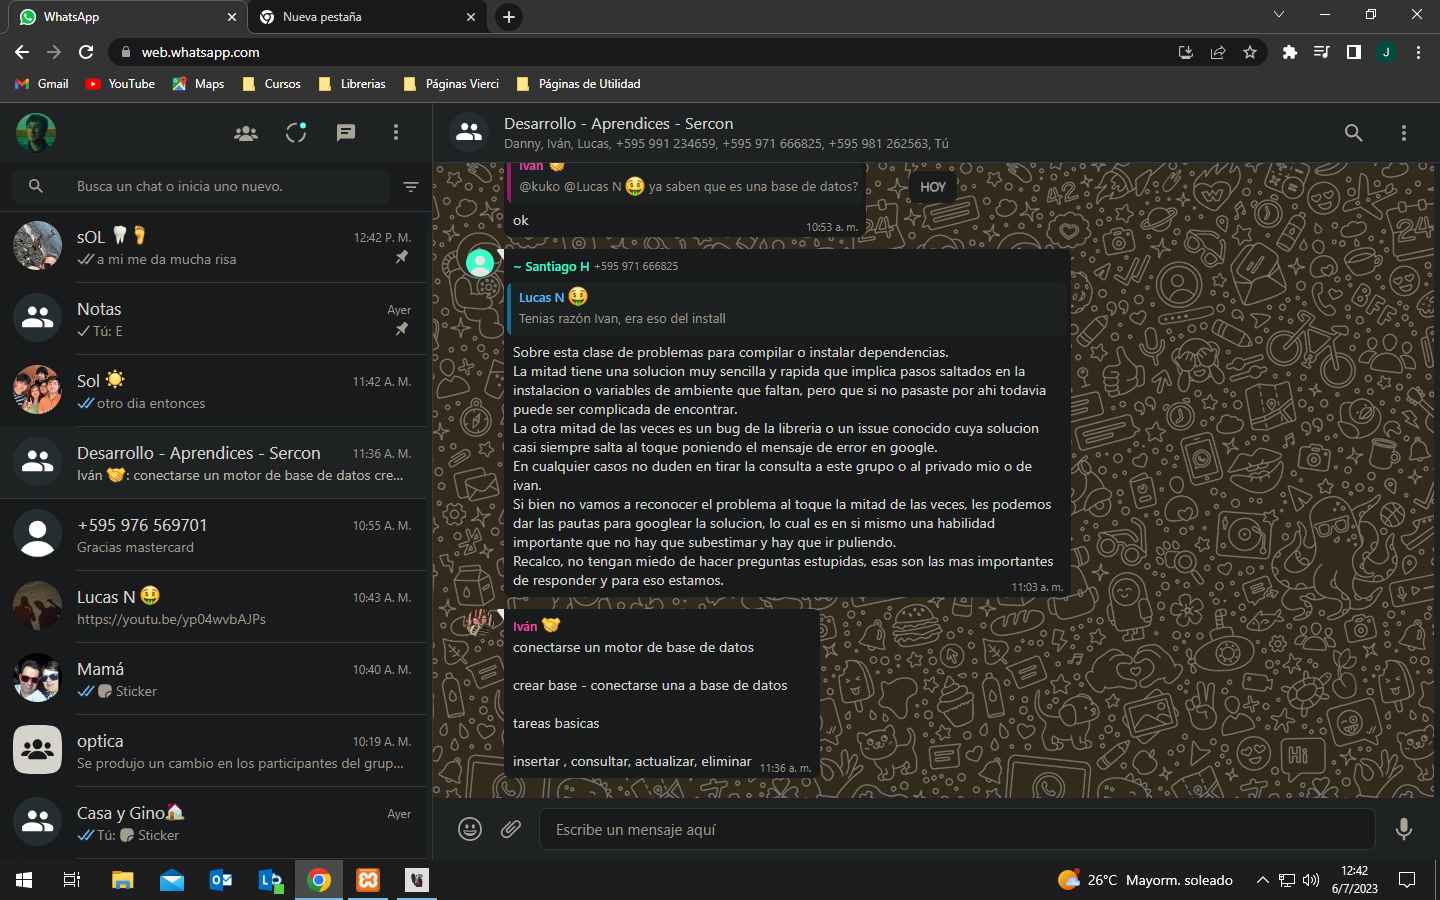 WhatsApp
Nueva pestaña
web.whatsapp.com
J
Gmail
YouTube
Maps
Cursos
Librerias
Páginas Vierci
Páginas de Utilidad
Busca un chat o inicia uno nuevo.
sOL 🦷🦶
12:42 P. M.
a mi me da mucha risa
Notas
Ayer
Tú: E
Sol ☀️
11:42 A. M.
otro dia entonces
Desarrollo - Aprendices - Sercon
11:36 A. M.
Iván 🤝: conectarse un motor de base de datos cre...
+595 976 569701
10:55 A. M.
Gracias mastercard
Lucas N 🤑
10:43 A. M.
https://youtu.be/yp04wvbAJPs
Mamá
10:40 A. M.
Sticker
optica
10:19 A. M.
Se produjo un cambio en los participantes del grup...
Casa y Gino🏠
Ayer
Tú: Sticker
Desarrollo - Aprendices - Sercon
Danny, Iván, Lucas, +595 991 234659, +595 971 666825, +595 981 262563, Tú
HOY
Iván 🤝
@kuko @Lucas N 🤑 ya saben que es una base de datos?
ok
10:53 a. m.
~ Santiago H +595 971 666825
Lucas N 🤑
Tenias razón Ivan, era eso del install
Sobre esta clase de problemas para compilar o instalar dependencias.
La mitad tiene una solucion muy sencilla y rapida que implica pasos saltados en la
instalacion o variables de ambiente que faltan, pero que si no pasaste por ahi todavia
puede ser complicada de encontrar.
La otra mitad de las veces es un bug de la libreria o un issue conocido cuya solucion
casi siempre salta al toque poniendo el mensaje de error en google.
En cualquier casos no duden en tirar la consulta a este grupo o al privado mio o de
ivan.
Si bien no vamos a reconocer el problema al toque la mitad de las veces, les podemos
dar las pautas para googlear la solucion, lo cual es en si mismo una habilidad
importante que no hay que subestimar y hay que ir puliendo.
Recalco, no tengan miedo de hacer preguntas estupidas, esas son las mas importantes
de responder y para eso estamos.
11:03 a. m.
Iván 🤝
conectarse un motor de base de datos
crear base - conectarse una a base de datos
tareas basicas
insertar , consultar, actualizar, eliminar
11:36 a. m.
Escribe un mensaje aquí
26°C Mayorm. soleado
12:42
6/7/2023